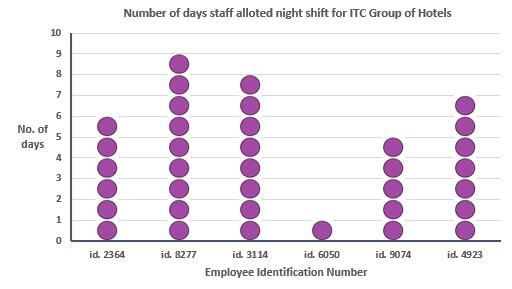 Number of days staff alloted night shift for ITC Group of Hotels
10
9
8
7
6
5
4
3
2
1
0
No. of
days
id. 2364 id. 8277 id. 3114 id. 6050 id. 9074 id. 4923
Employee Identification Number